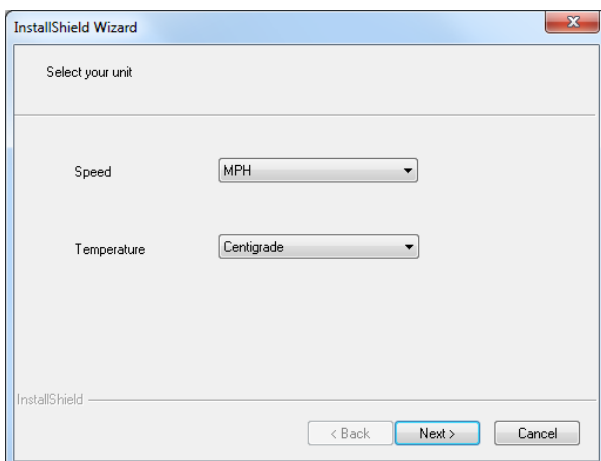 InstallShield Wizard
Select your unit
Speed MPH
Temperature Centigrade
InstallShield
< Back Next > Cancel